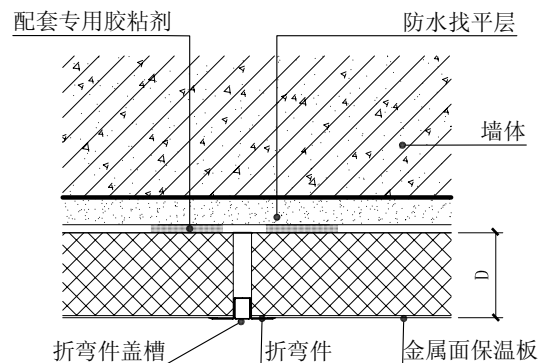 配套专用胶粘剂
防水找平层
墙体
D
折弯件盖槽
折弯件
金属面保温板